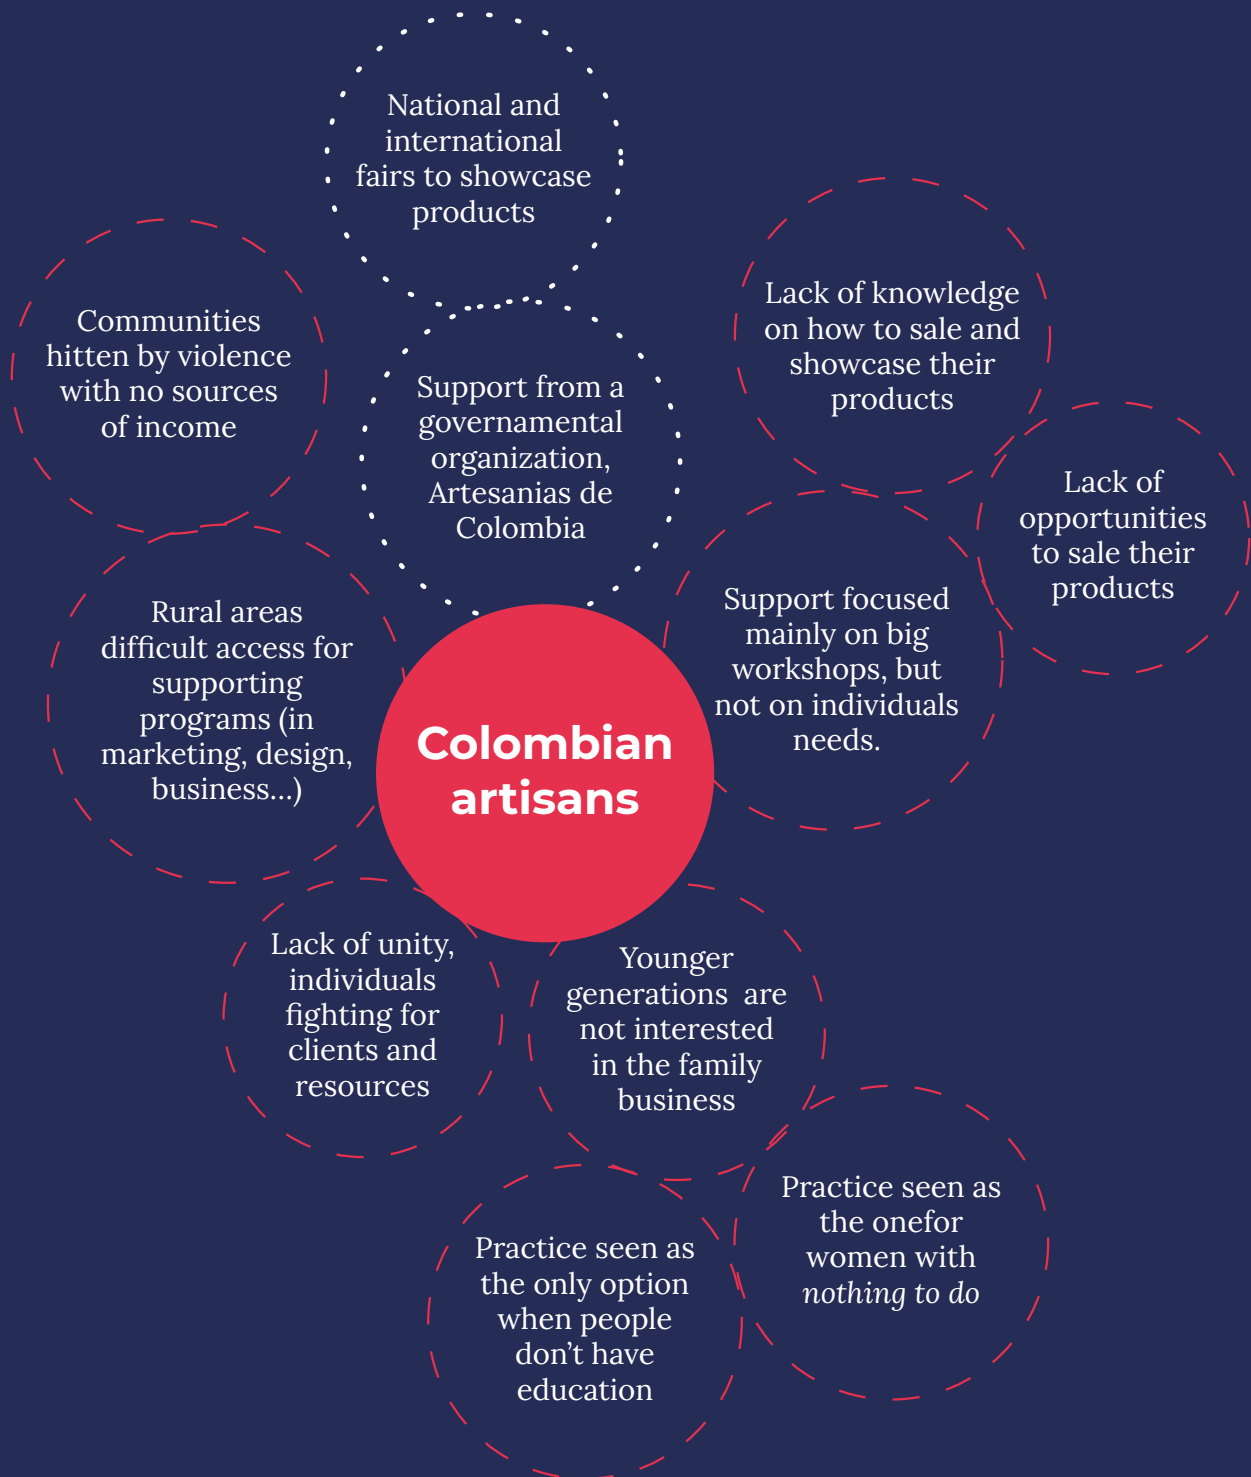 National and
international
fairs to showcase
products
Communities
hitten by violence
with no sources
of income
Support from a
governamental
organization,
Artesanias de
Colombia
Lack of knowledge
on how to sale and
showcase their
products
Lack of
opportunities
to sale their
products
Rural areas
difficult access for
supporting
programs (in
marketing, design,
business...)
Support focused
mainly on big
workshops, but
not on individuals
needs.
Colombian
artisans
Lack of unity,
individuals
fighting for
clients and
resources
Younger
generations  are
not interested
in the family
business
Practice seen as
the only option
when people
don’t have
education
Practice seen as
the onefor
women with
nothing to do